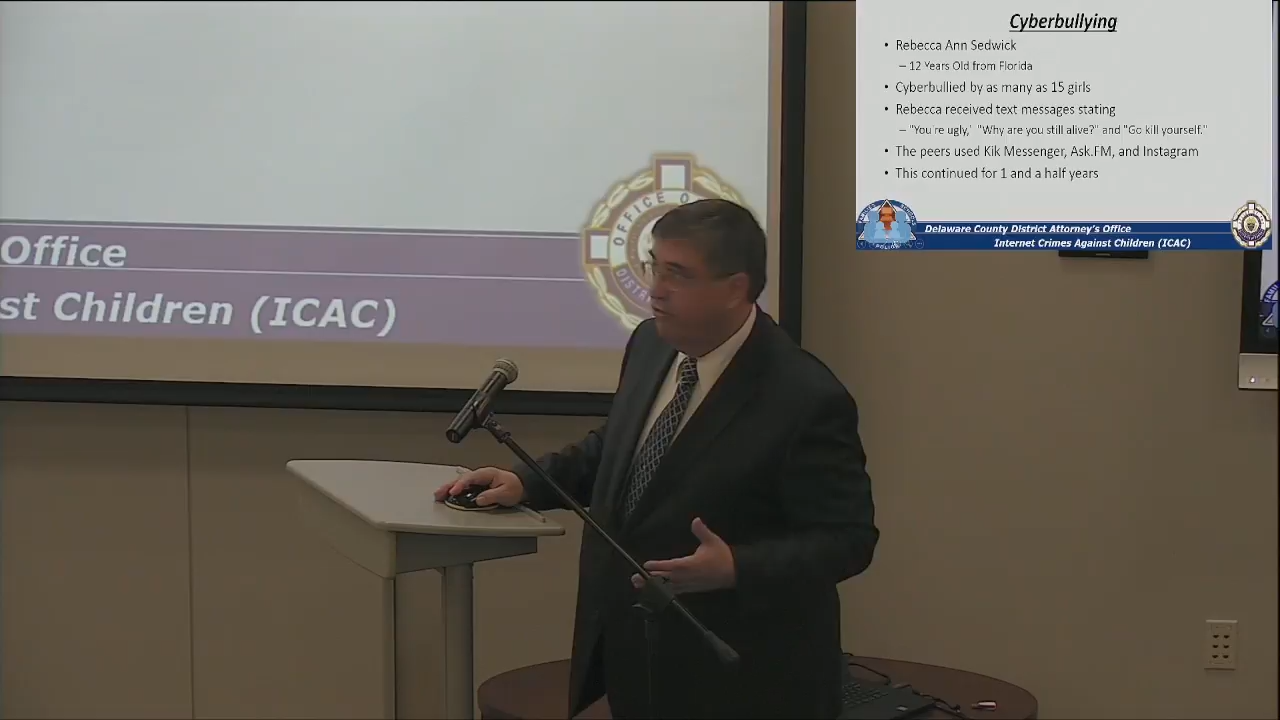 Cyberbullying
• Rebecca Ann Sedwick
– 12 Years Old from Florida
• Cyberbullied by as many as 15 girls
• Rebecca received text messages stating
– "You're ugly,' "Why are you still alive?" and "Go kill yourself."
• The peers used Kik Messenger, Ask.FM, and Instagram
• This continued for 1 and a half years
Delaware County District Attorney's Office
Internet Crimes Against Children (ICAC)
OFFICE O
DISTR
Office
st Children (ICAC)